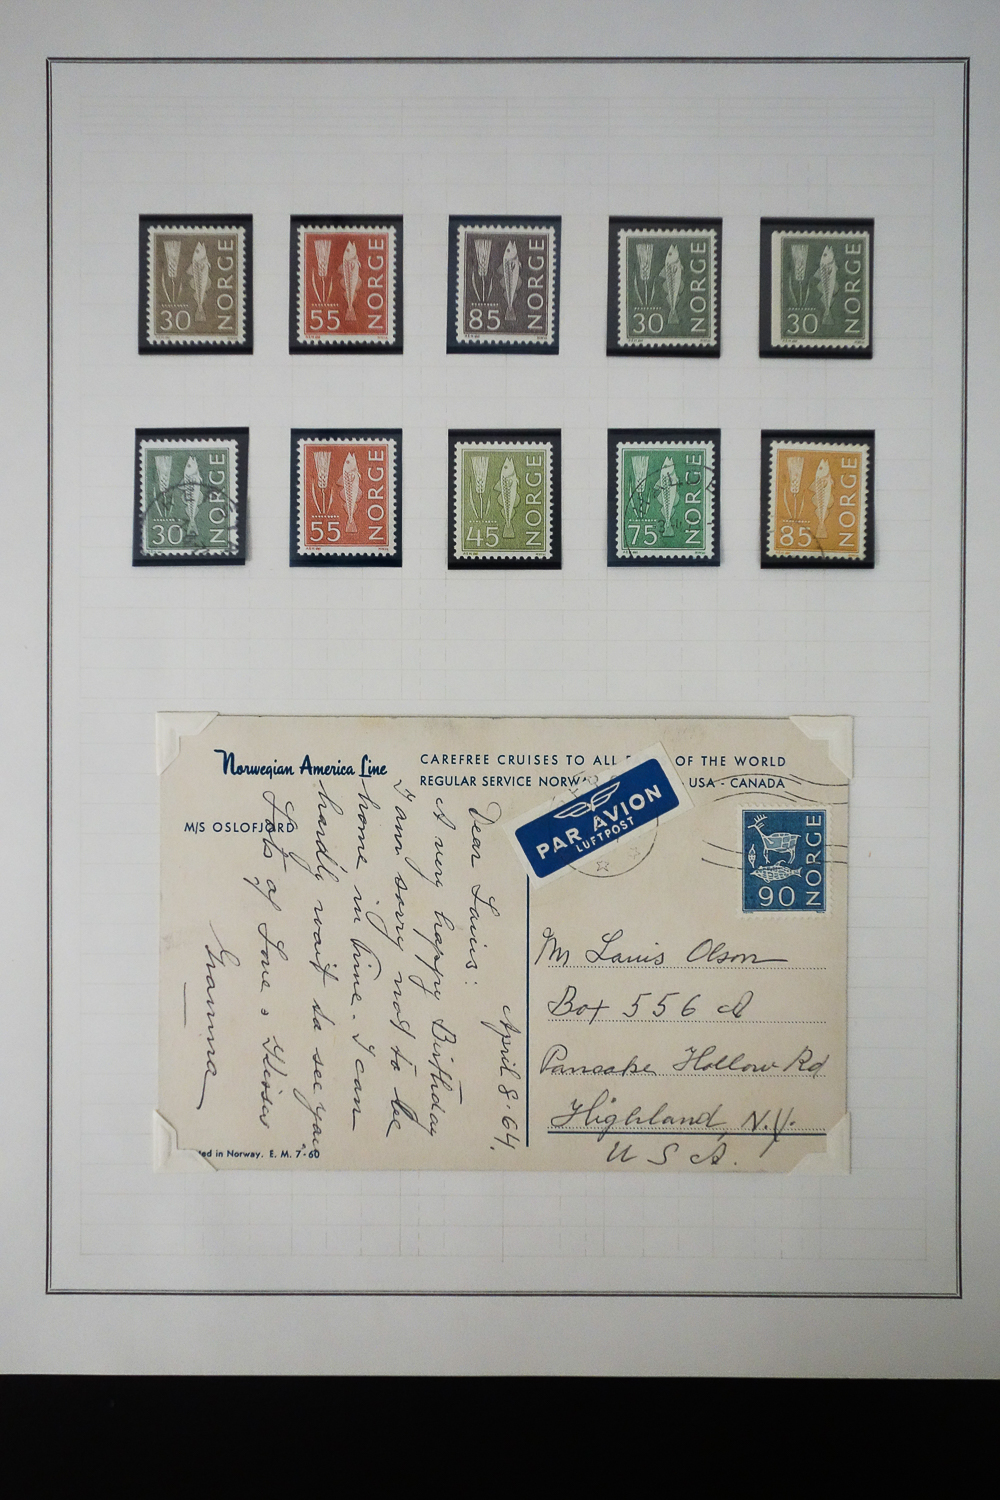 30 NORGE
55 NORGE
85 NORGE
30 NORGE
30 NORGE
30 NORGE
55 NORGE
45 NORGE
75 NORGE
85 NORGE
Norwegian America Line
CAREFREE CRUISES TO ALL OF THE WORLD
REGULAR SERVICE NORWA USA - CANADA
M/S OSLOFJORD
PAR AVION
LUFTPOST
90 NORGE
April 8 - 64.
Dear Louis:
A very happy Birthday
I am sorry not to be
home in time. I can
hardly wait to see you
Lots of Love & Kisses
Gramma
Mr Louis Olson
Box 556 A
Pancake Hollow Rd
Highland, N.Y.
U S A.
ted in Norway. E. M. 7-60